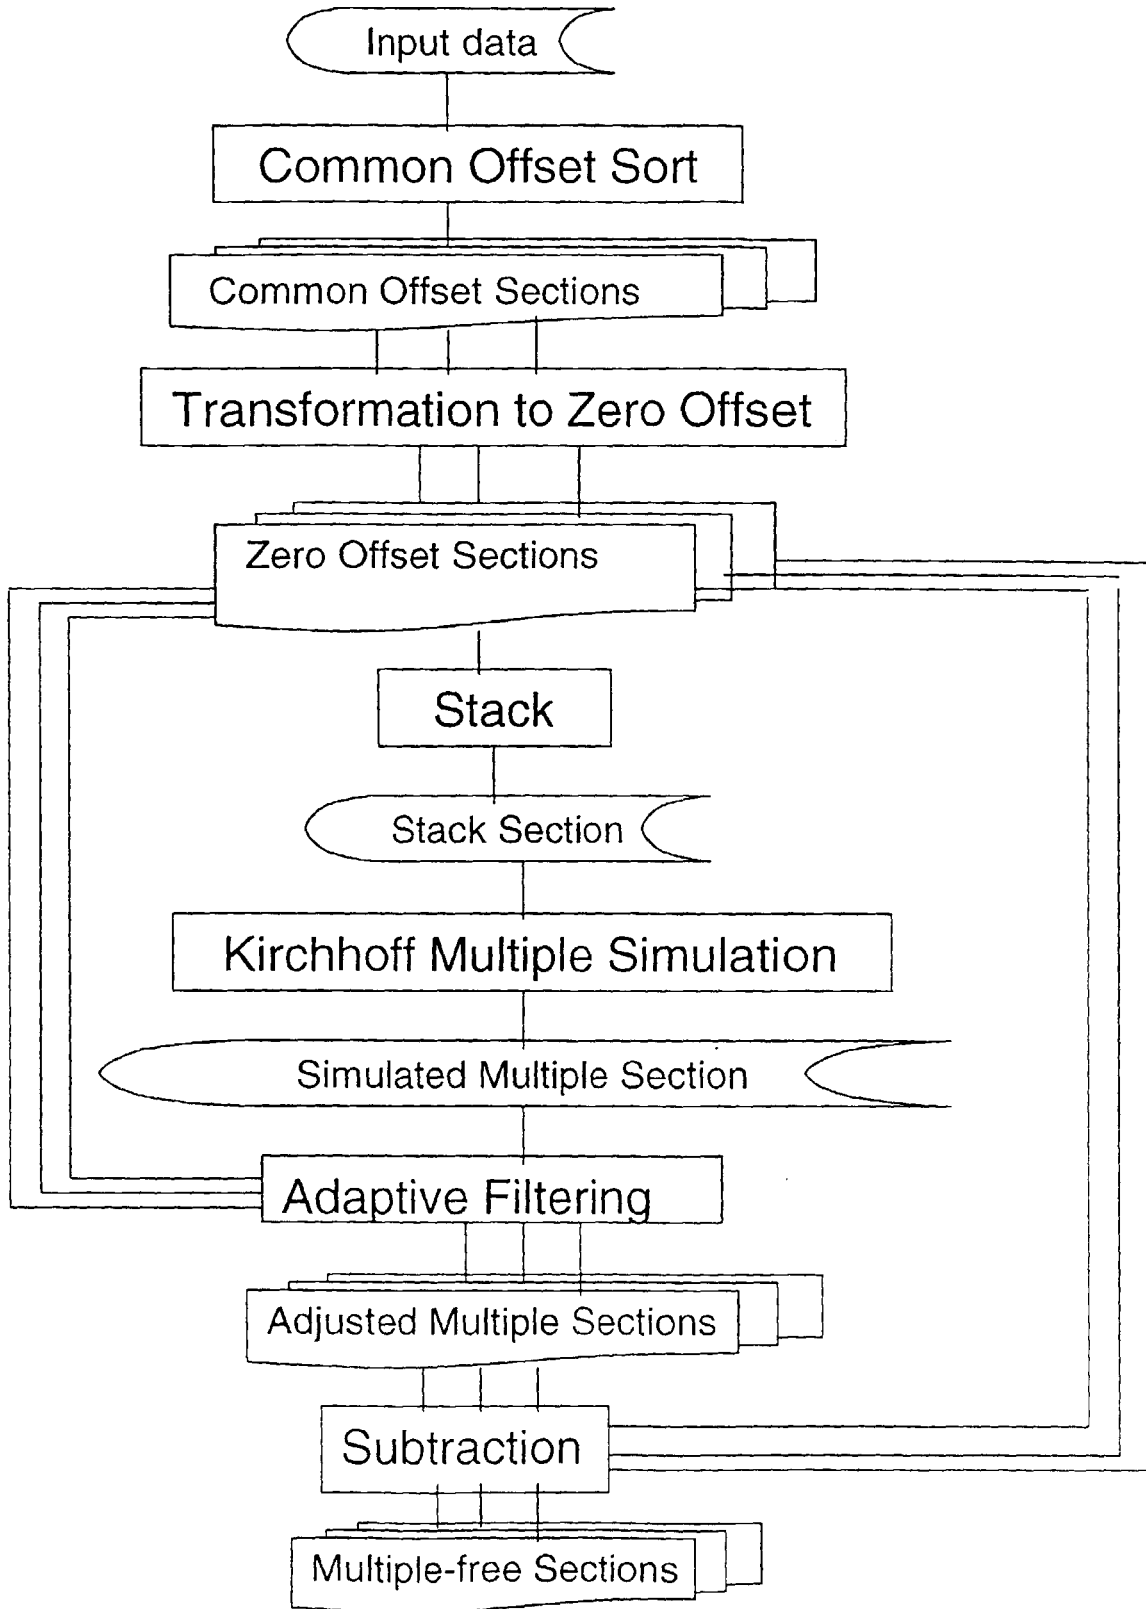 Input data
Common Offset Sort
Common Offset Sections
Transformation to Zero Offset
Zero Offset Sections
Stack
Stack Section
Kirchhoff Multiple Simulation
Simulated Multiple Section
Adaptive Filtering
Adjusted Multiple Sections
Subtraction
Multiple-free Sections